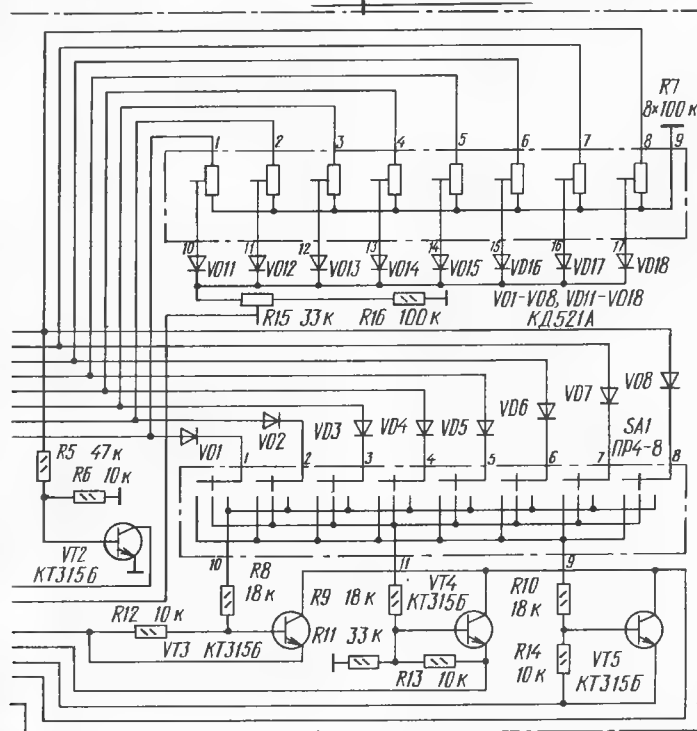 R7
8×100 к
1 2 3 4 5 6 7 8 9
10 11 12 13 14 15 16 17
VD11 VD12 VD13 VD14 VD15 VD16 VD17 VD18
R15 33 к R16 100 к
VD1-VD8, VD11-VD18
КД521А
VD1 VD2 VD3 VD4 VD5 VD6 VD7 VD8
SA1
ПР4-8
R5 47 к
R6 10 к
1 2 3 4 5 6 7 8
VT2
КТ315Б
10 11 9
R8
18 к
R9 18 к
VT4
КТ315Б
R10
18 к
R12 10 к
VT3 КТ315Б
R11 33 к
R13 10 к
R14
10 к
VT5
КТ315Б